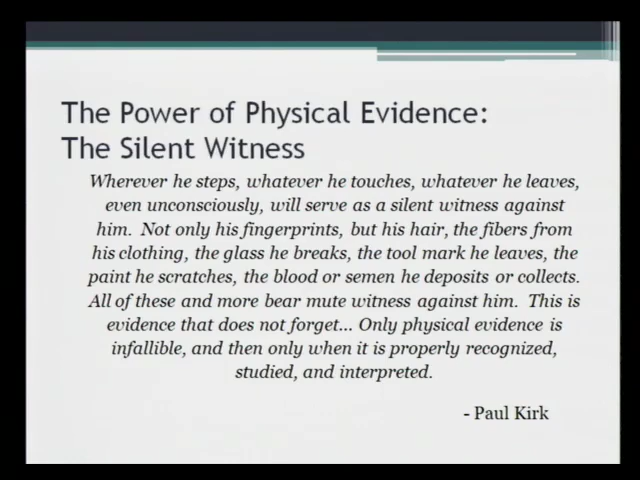 The Power of Physical Evidence:
The Silent Witness
Wherever he steps, whatever he touches, whatever he leaves,
even unconsciously, will serve as a silent witness against
him. Not only his fingerprints, but his hair, the fibers from
his clothing, the glass he breaks, the tool mark he leaves, the
paint he scratches, the blood or semen he deposits or collects.
All of these and more bear mute witness against him. This is
evidence that does not forget... Only physical evidence is
infallible, and then only when it is properly recognized,
studied, and interpreted.
- Paul Kirk